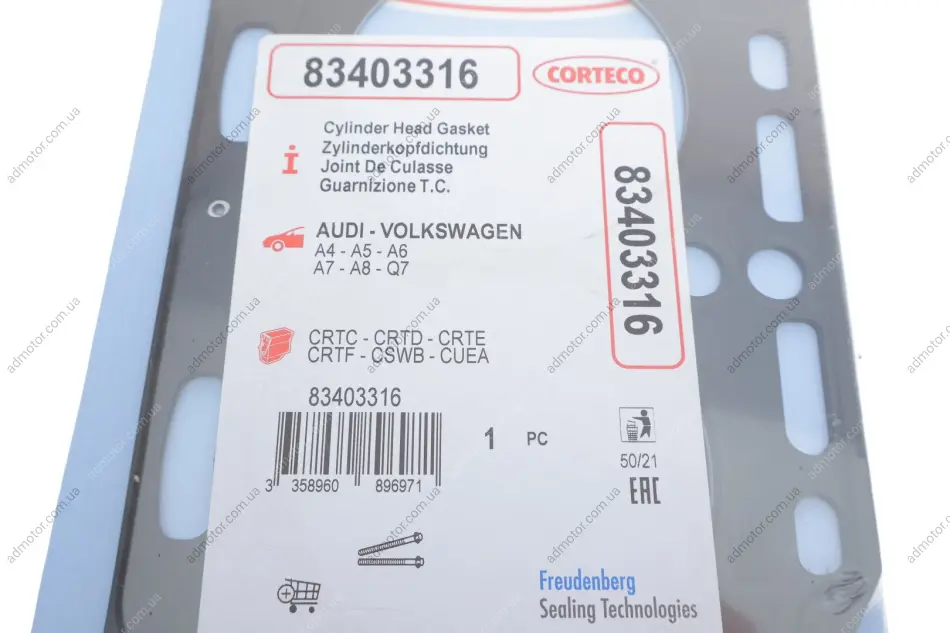 83403316
CORTECO
Cylinder Head Gasket
Zylinderkopfdichtung
Joint De Culasse
Guarnizione T.C.
83403316
AUDI - VOLKSWAGEN
A4 - A5 - A6
A7 - A8 - Q7
CRTC - CRTD - CRTE
CRTF - CSWB - CUEA
83403316
3 358960 896971
1 PC
50/21
EAC
Freudenberg
Sealing Technologies
admotor.com.ua